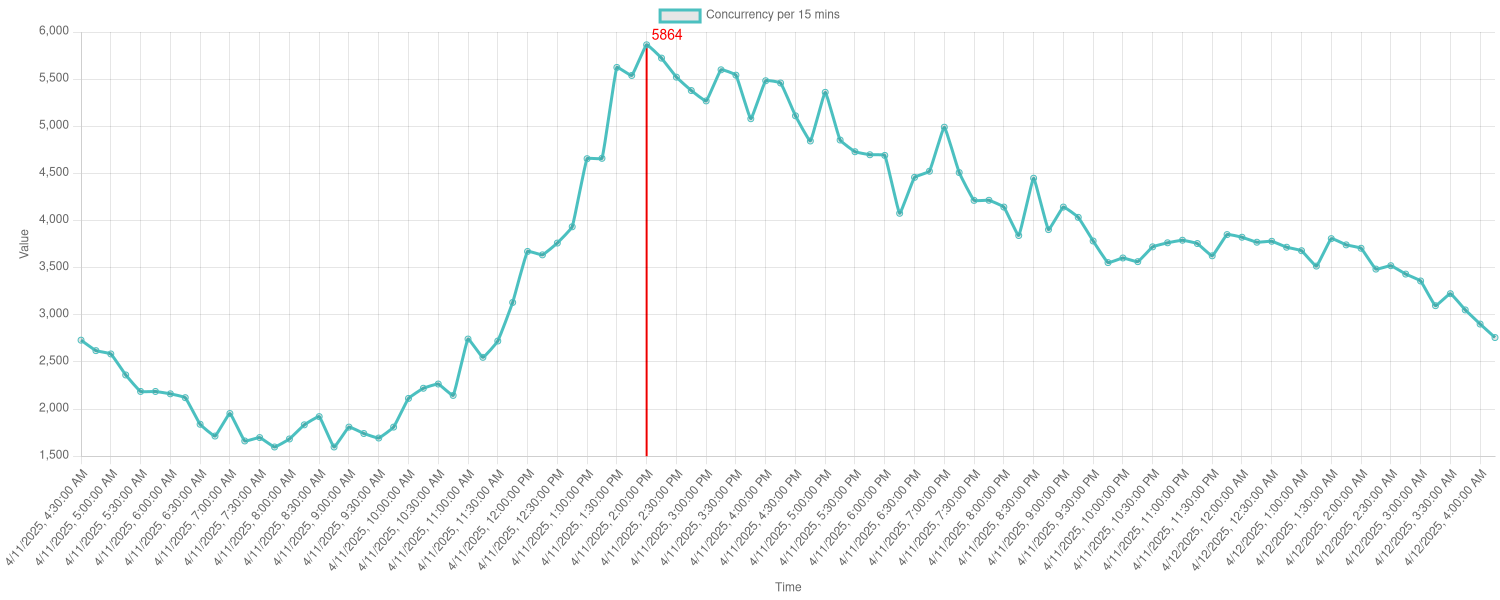 Concurrency per 15 mins
5864
6,000
5,500
5,000
4,500
4,000
3,500
3,000
2,500
2,000
1,500
Value
4/11/2025, 4:30:00 AM
4/11/2025, 5:00:00 AM
4/11/2025, 5:30:00 AM
4/11/2025, 6:00:00 AM
4/11/2025, 6:30:00 AM
4/11/2025, 7:00:00 AM
4/11/2025, 7:30:00 AM
4/11/2025, 8:00:00 AM
4/11/2025, 8:30:00 AM
4/11/2025, 9:00:00 AM
4/11/2025, 9:30:00 AM
4/11/2025, 10:00:00 AM
4/11/2025, 10:30:00 AM
4/11/2025, 11:00:00 AM
4/11/2025, 11:30:00 AM
4/11/2025, 12:00:00 PM
4/11/2025, 12:30:00 PM
4/11/2025, 1:00:00 PM
4/11/2025, 1:30:00 PM
4/11/2025, 2:00:00 PM
4/11/2025, 2:30:00 PM
4/11/2025, 3:00:00 PM
4/11/2025, 3:30:00 PM
4/11/2025, 4:00:00 PM
4/11/2025, 4:30:00 PM
4/11/2025, 5:00:00 PM
4/11/2025, 5:30:00 PM
4/11/2025, 6:00:00 PM
4/11/2025, 6:30:00 PM
4/11/2025, 7:00:00 PM
4/11/2025, 7:30:00 PM
4/11/2025, 8:00:00 PM
4/11/2025, 8:30:00 PM
4/11/2025, 9:00:00 PM
4/11/2025, 9:30:00 PM
4/11/2025, 10:00:00 PM
4/11/2025, 10:30:00 PM
4/11/2025, 11:00:00 PM
4/11/2025, 11:30:00 PM
4/12/2025, 12:00:00 AM
4/12/2025, 12:30:00 AM
4/12/2025, 1:00:00 AM
4/12/2025, 1:30:00 AM
4/12/2025, 2:00:00 AM
4/12/2025, 2:30:00 AM
4/12/2025, 3:00:00 AM
4/12/2025, 3:30:00 AM
4/12/2025, 4:00:00 AM
Time